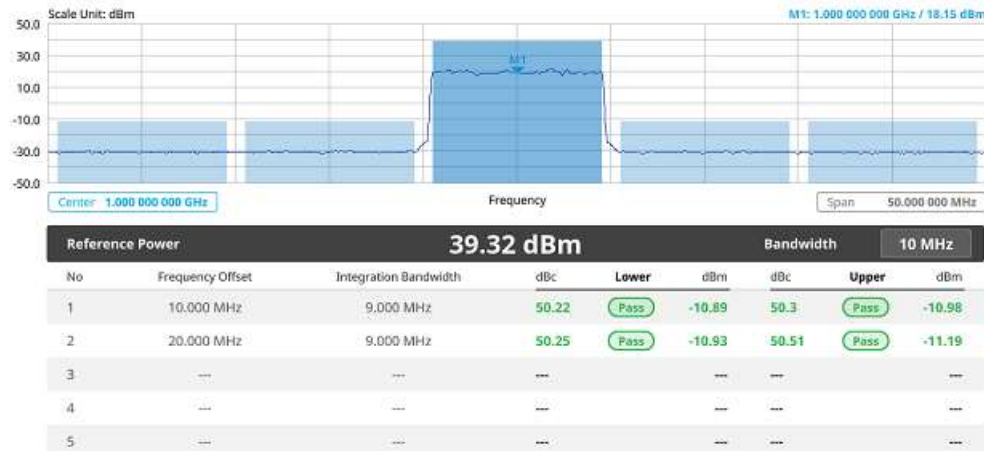 Scale Unit: dBm M1: 1.000 000 000 GHz / 18.15 dBm
50.0
30.0
M1
10.0
-10.0
-30.0
-50.0
Center 1.000 000 000 GHz Frequency Span 50.000 000 MHz
Reference Power 39.32 dBm Bandwidth 10 MHz
No Frequency Offset Integration Bandwidth dBc Lower dBm dBc Upper dBm
1 10.000 MHz 9.000 MHz 50.22 Pass -10.89 50.3 Pass -10.98
2 20.000 MHz 9.000 MHz 50.25 Pass -10.93 50.51 Pass -11.19
3 --- --- --- --- --- ---
4 --- --- --- --- --- ---
5 --- --- --- --- --- ---